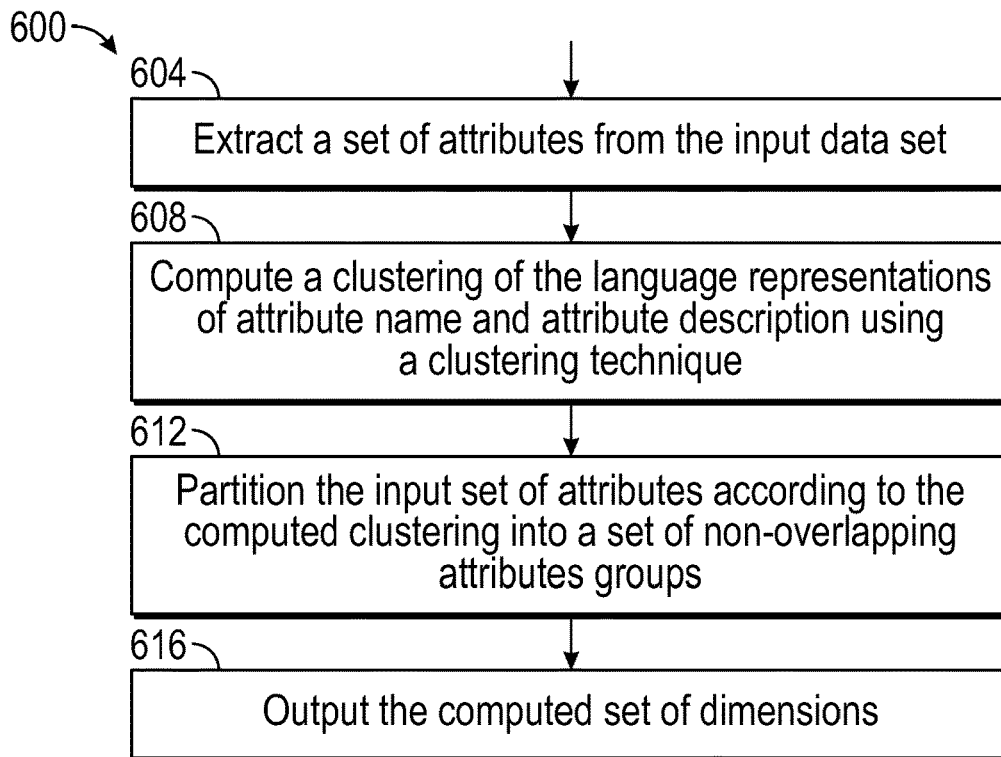 600
604
Extract a set of attributes from the input data set
608
Compute a clustering of the language representations
of attribute name and attribute description using
a clustering technique
612
Partition the input set of attributes according to the
computed clustering into a set of non-overlapping
attributes groups
616
Output the computed set of dimensions